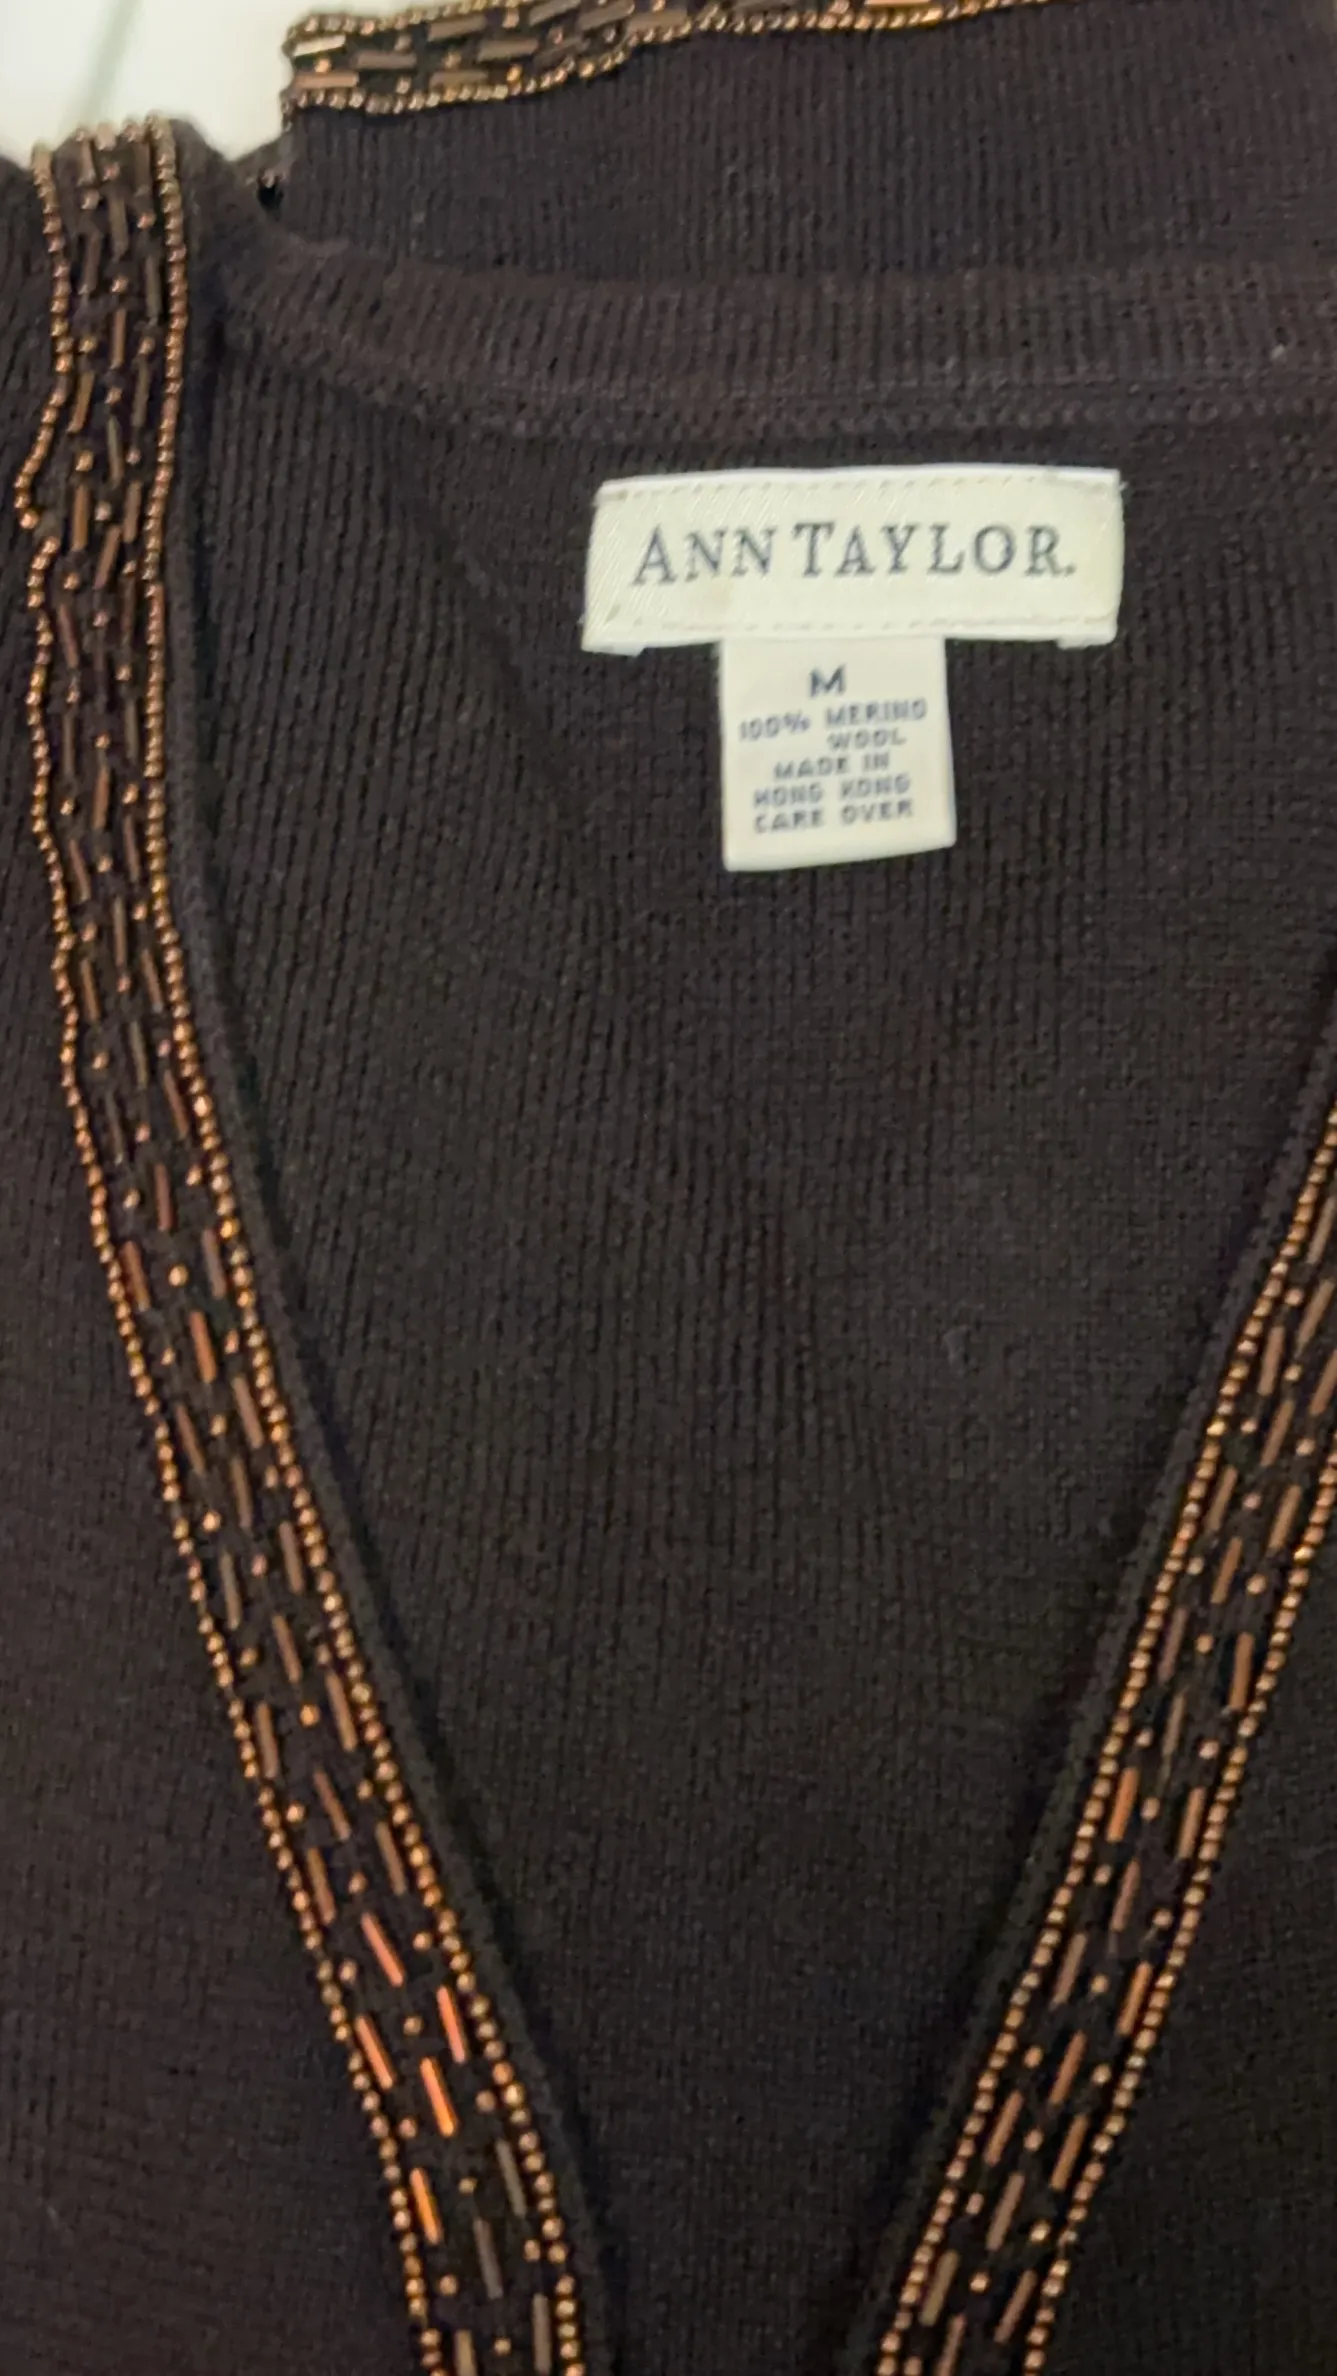 ANN TAYLOR.
M
100% MERINO
WOOL
MADE IN
HONG KONG
CARE OVER